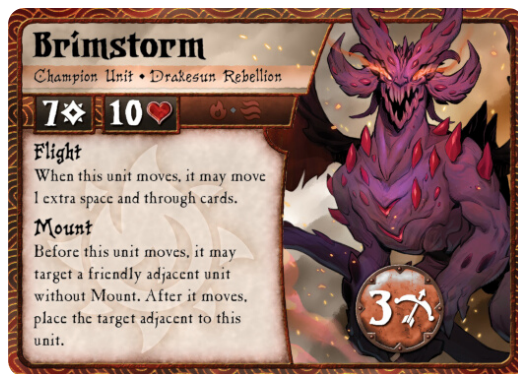 Brimstorm
Champion Unit • Drakesun Rebellion
7 10
Flight
When this unit moves, it may move
1 extra space and through cards.
Mount
Before this unit moves, it may
target a friendly adjacent unit
without Mount. After it moves,
place the target adjacent to this
unit.
3